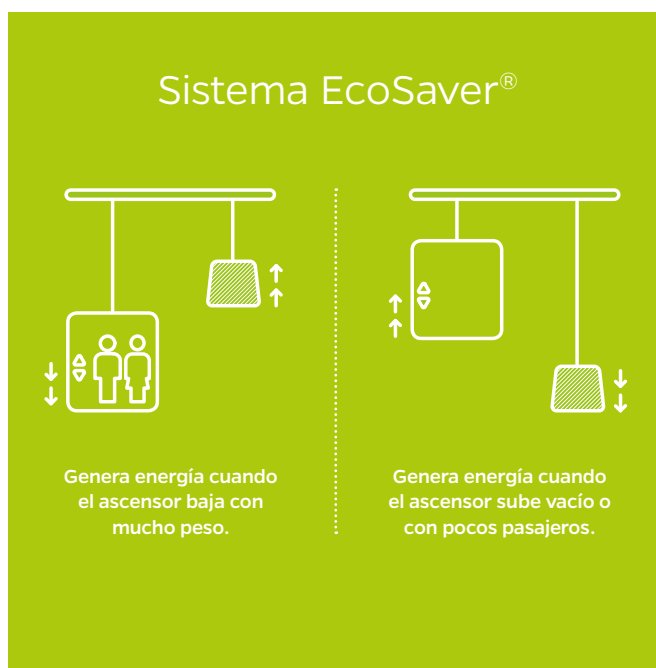 Sistema EcoSaver®
Genera energía cuando
el ascensor baja con
mucho peso.
Genera energía cuando
el ascensor sube vacío o
con pocos pasajeros.